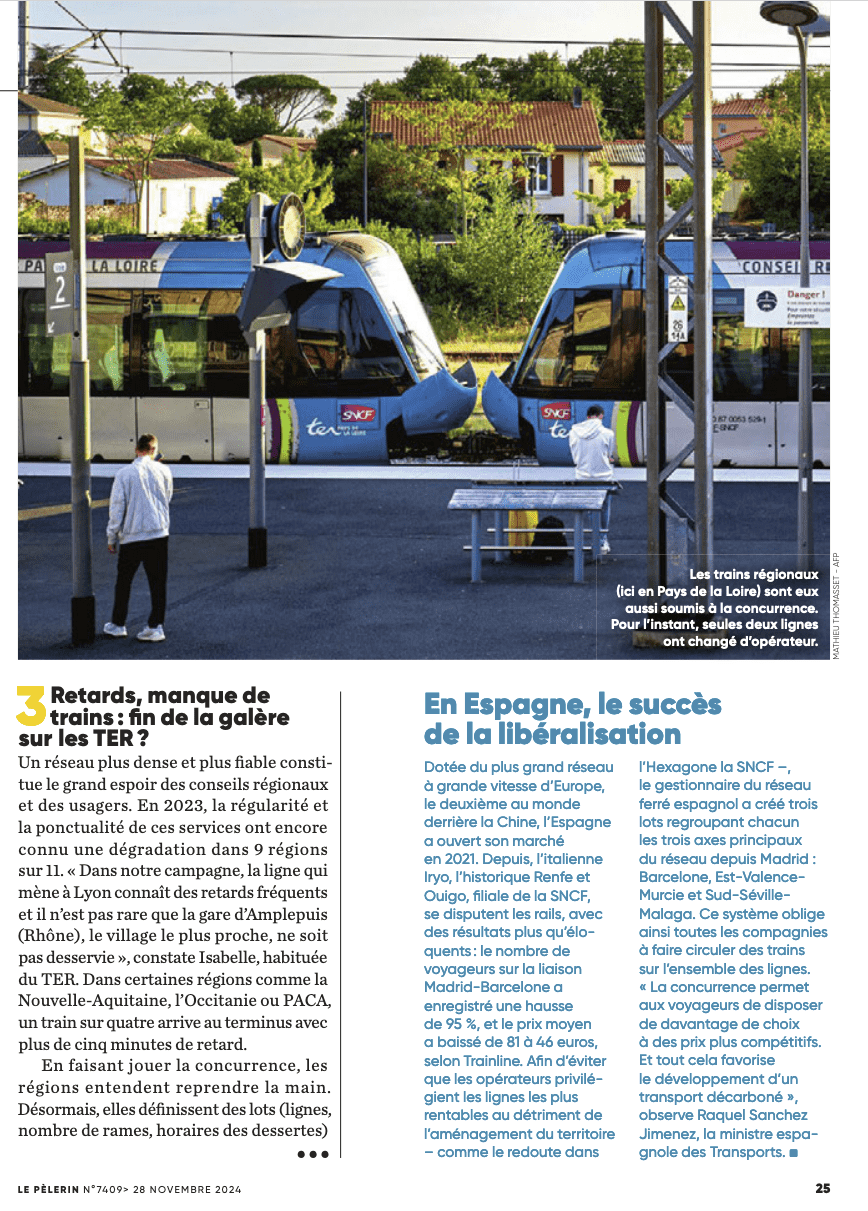 PA
LA LOIRE
2
SNCF
ter
PAYS DE
LA LOIRE
SNCF
ter
CONSEIL R
Danger !
Pour votre sécurité
Empruntez
la passerelle
26
SNCF
Les trains régionaux
(ici en Pays de la Loire) sont eux
aussi soumis à la concurrence.
Pour l’instant, seules deux lignes
ont changé d’opérateur.
MATHIEU THOMASSET - AFP
3 Retards, manque de
trains : fin de la galère
sur les TER ?
Un réseau plus dense et plus fiable consti-
tue le grand espoir des conseils régionaux
et des usagers. En 2023, la régularité et
la ponctualité de ces services ont encore
connu une dégradation dans 9 régions
sur 11. « Dans notre campagne, la ligne qui
mène à Lyon connaît des retards fréquents
et il n’est pas rare que la gare d’Amplepuis
(Rhône), le village le plus proche, ne soit
pas desservie », constate Isabelle, habituée
du TER. Dans certaines régions comme la
Nouvelle-Aquitaine, l’Occitanie ou PACA,
un train sur quatre arrive au terminus avec
plus de cinq minutes de retard.
En faisant jouer la concurrence, les
régions entendent reprendre la main.
Désormais, elles définissent des lots (lignes,
nombre de rames, horaires des dessertes)
●●●
En Espagne, le succès
de la libéralisation
Dotée du plus grand réseau
à grande vitesse d’Europe,
le deuxième au monde
derrière la Chine, l’Espagne
a ouvert son marché
en 2021. Depuis, l’italienne
Iryo, l’historique Renfe et
Ouigo, filiale de la SNCF,
se disputent les rails, avec
des résultats plus qu’élo-
quents : le nombre de
voyageurs sur la liaison
Madrid-Barcelone a
enregistré une hausse
de 95 %, et le prix moyen
a baissé de 81 à 46 euros,
selon Trainline. Afin d’éviter
que les opérateurs privilé-
gient les lignes les plus
rentables au détriment de
l’aménagement du territoire
– comme le redoute dans
l’Hexagone la SNCF –,
le gestionnaire du réseau
ferré espagnol a créé trois
lots regroupant chacun
les trois axes principaux
du réseau depuis Madrid :
Barcelone, Est-Valence-
Murcie et Sud-Séville-
Malaga. Ce système oblige
ainsi toutes les compagnies
à faire circuler des trains
sur l’ensemble des lignes.
« La concurrence permet
aux voyageurs de disposer
de davantage de choix
à des prix plus compétitifs.
Et tout cela favorise
le développement d’un
transport décarboné »,
observe Raquel Sanchez
Jimenez, la ministre espa-
gnole des Transports. ■
LE PÈLERIN N°7409> 28 NOVEMBRE 2024
25